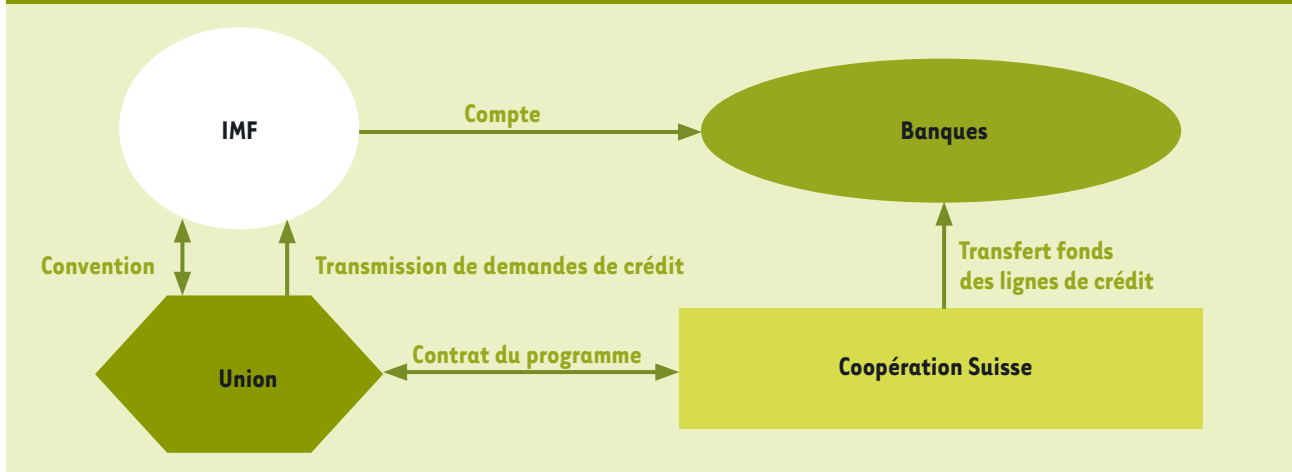 Compte
IMF
Banques
Convention
Transmission de demandes de crédit
Transfert fonds
des lignes de crédit
Contrat du programme
Union
Coopération Suisse